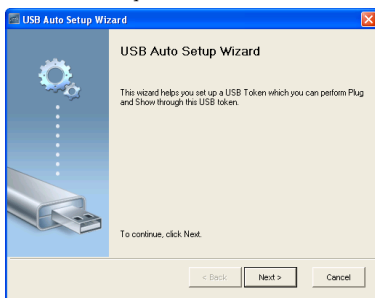 USB Auto Setup Wizard
USB Auto Setup Wizard
This wizard helps you set up a USB Token which you can perform Plug
and Show through this USB token.
To continue, click Next.
< Back
Next >
Cancel